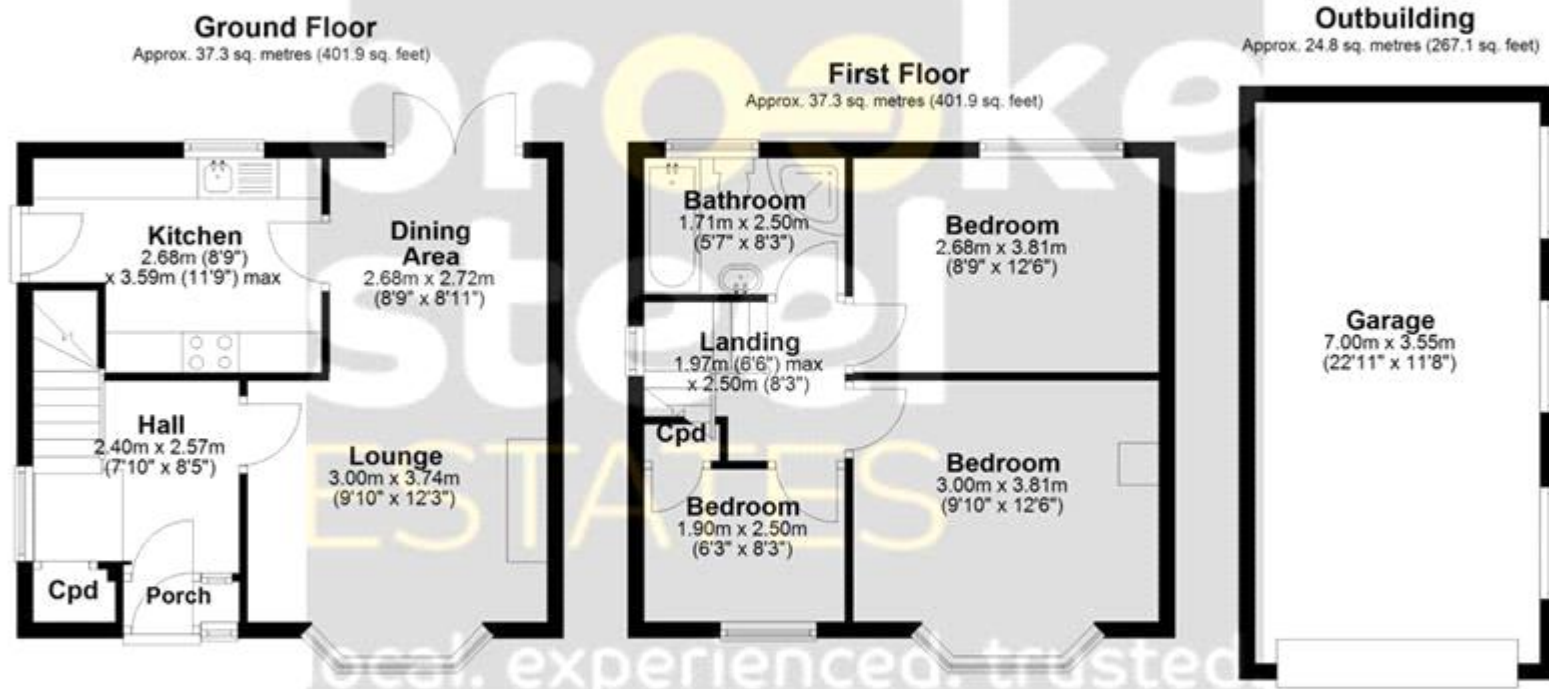 Ground Floor
Approx. 37.3 sq. metres (401.9 sq. feet)
Kitchen
2.68m (8'9")
x 3.59m (11'9") max
Dining
Area
2.68m x 2.72m
(8'9" x 8'11")
Hall
2.40m x 2.57m
(7'10" x 8'5")
Lounge
3.00m x 3.74m
(9'10" x 12'3")
Cpd
Porch
First Floor
Approx. 37.3 sq. metres (401.9 sq. feet)
Bathroom
1.71m x 2.50m
(5'7" x 8'3")
Bedroom
2.68m x 3.81m
(8'9" x 12'6")
Landing
1.97m (6'6") max
x 2.50m (8'3")
Cpd
Bedroom
1.90m x 2.50m
(6'3" x 8'3")
Bedroom
3.00m x 3.81m
(9'10" x 12'6")
Outbuilding
Approx. 24.8 sq. metres (267.1 sq. feet)
Garage
7.00m x 3.55m
(22'11" x 11'8")
brooke
steel
ESTATES
local. experienced. trusted.